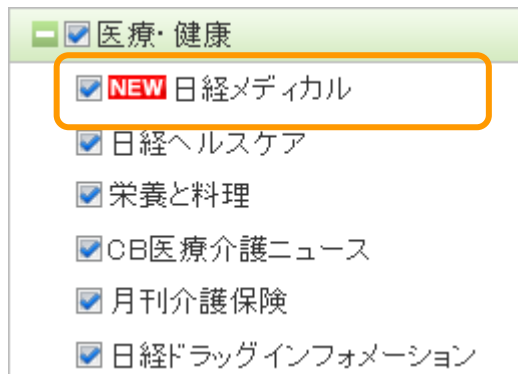 医療・健康
NEW 日経メディカル
日経ヘルスケア
栄養と料理
CB医療介護ニュース
月刊介護保険
日経ドラッグインフォメーション